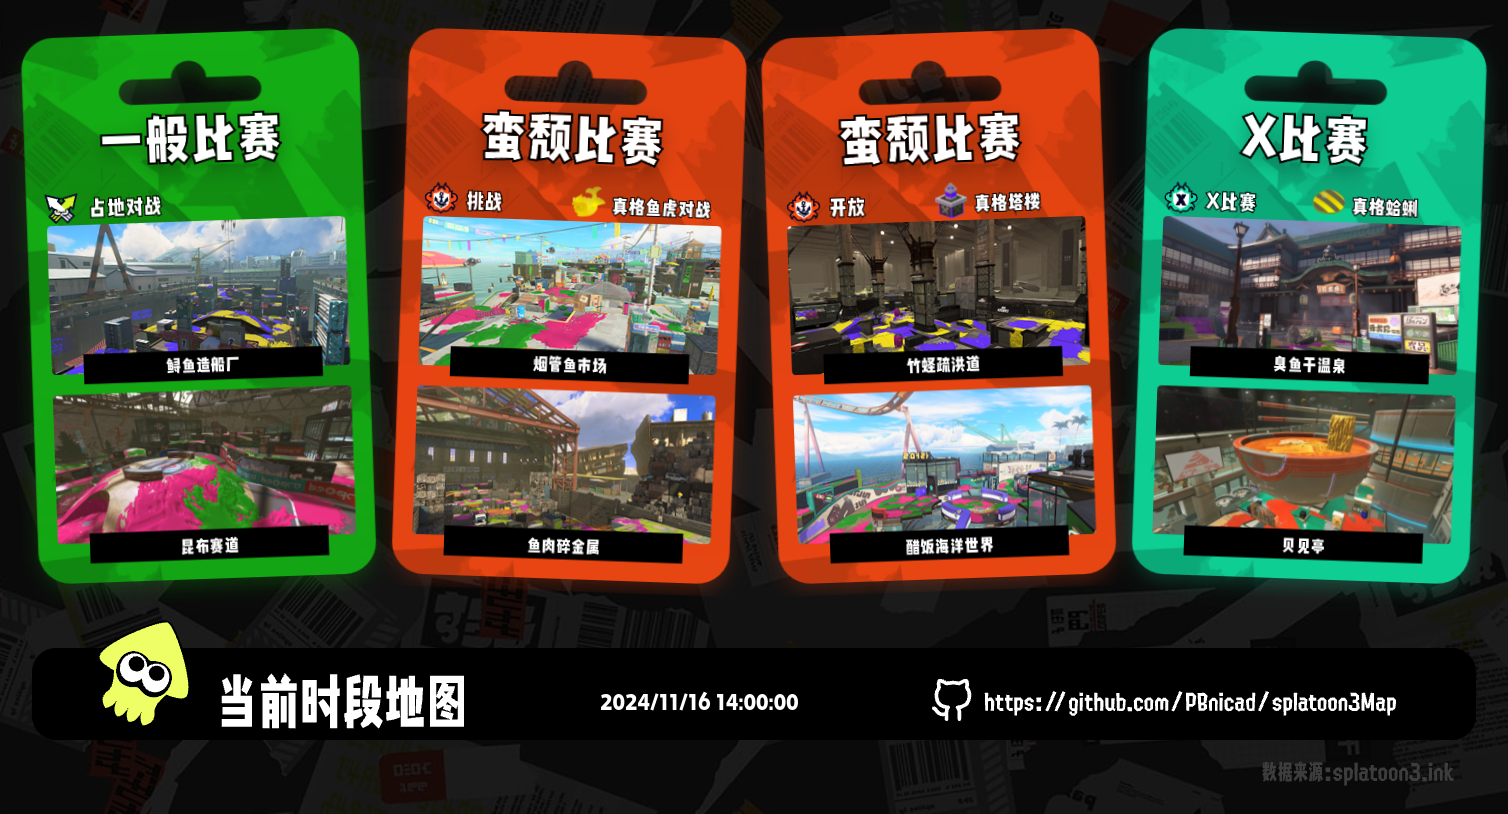 一般比赛
占地对战
鲟鱼造船厂
昆布赛道
蛮颓比赛
挑战
真格鱼虎对战
烟管鱼市场
鱼肉碎金属
蛮颓比赛
开放
真格塔楼
竹蛏疏洪道
醋饭海洋世界
X比赛
X比赛
真格蛤蜊
臭鱼干温泉
贝见亭
当前时段地图
2024/11/16 14:00:00
https://github.com/PBnicad/splatoon3Map
数据来源:splatoon3.ink